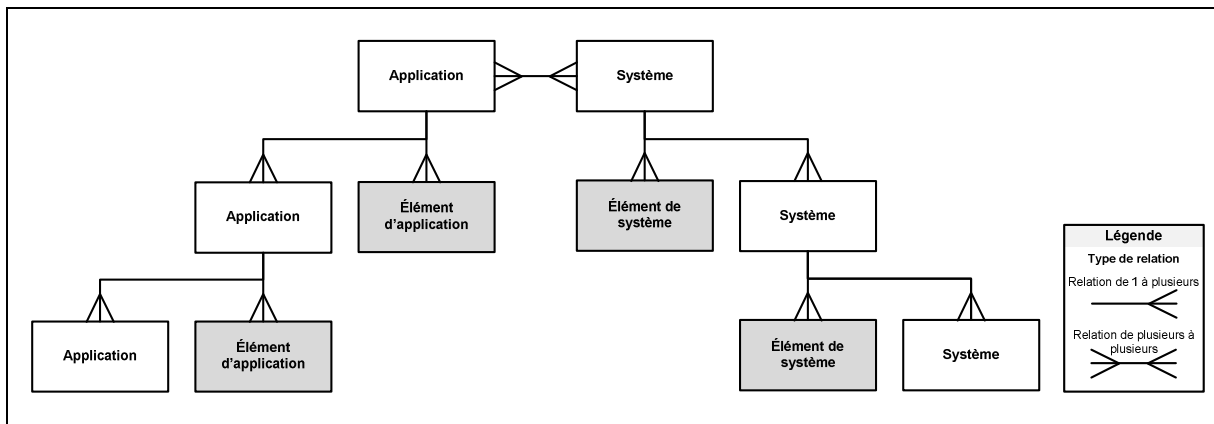 Application
Système
Application
Élément
d'application
Élément de
système
Système
Légende
Type de relation
Relation de 1 à plusieurs
Relation de plusieurs à
plusieurs
Application
Élément
d'application
Élément de
système
Système